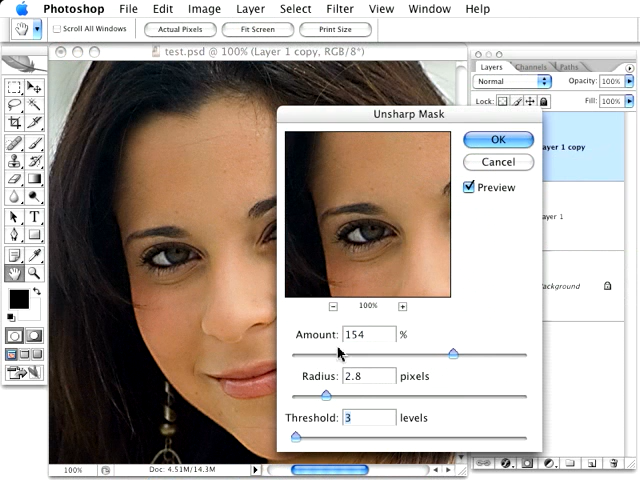 Photoshop File Edit Image Layer Select Filter View Window Help
Scroll All Windows Actual Pixels Fit Screen Print Size
test.psd @ 100% (Layer 1 copy, RGB/8*)
Layers Channels Paths
Normal Opacity: 100%
Lock: Fill: 100%
ayer 1 copy
ayer 1
ackground
Unsharp Mask
OK
Cancel
Preview
100%
Amount: 154 %
Radius: 2.8 pixels
Threshold: 3 levels
T
100% Doc: 4.51M/14.3M